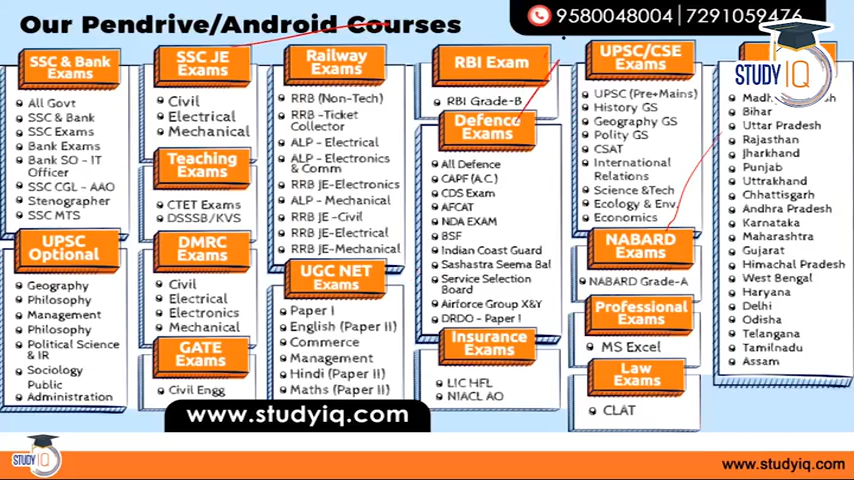 Our Pendrive/Android Courses
9580048004 | 7291059476
STUDY IQ
SSC & Bank
Exams
All Govt
SSC & Bank
SSC Exams
Bank Exams
Bank SO - IT
Officer
SSC CGL - AAO
Stenographer
SSC MTS
UPSC
Optional
Geography
Philosophy
Management
Philosophy
Political Science
& IR
Sociology
Public
Administration
SSC JE
Exams
Civil
Electrical
Mechanical
Teaching
Exams
CTET Exams
DSSSB/KVS
DMRC
Exams
Civil
Electrical
Electronics
Mechanical
GATE
Exams
Civil Engg
Railway
Exams
RRB (Non-Tech)
RRB -Ticket
Collector
ALP - Electrical
ALP - Electronics
& Comm
RRB JE-Electronics
ALP - Mechanical
RRB JE -Civil
RRB JE-Electrical
RRB JE-Mechanical
UGC NET
Exams
Paper I
English (Paper II)
Commerce
Management
Hindi (Paper II)
Maths (Paper II)
RBI Exam
RBI Grade-B
Defence
Exams
All Defence
CAPF (A.C.)
CDS Exam
AFCAT
NDA EXAM
BSF
Indian Coast Guard
Sashastra Seema Bal
Service Selection
Board
Airforce Group X&Y
DRDO - Paper I
Insurance
Exams
LIC HFL
NIACL AO
UPSC/CSE
Exams
UPSC (Pre+Mains)
History GS
Geography GS
Polity GS
CSAT
International
Relations
Science &Tech
Ecology & Env.
Economics
NABARD
Exams
NABARD Grade-A
Professional
Exams
MS Excel
Law
Exams
CLAT
Bihar
Uttar Pradesh
Rajasthan
Jharkhand
Punjab
Uttrakhand
Chhattisgarh
Andhra Pradesh
Karnataka
Maharashtra
Gujarat
Himachal Pradesh
West Bengal
Haryana
Delhi
Odisha
Telangana
Tamilnadu
Assam
www.studyiq.com
STUDY IQ
www.studyiq.com